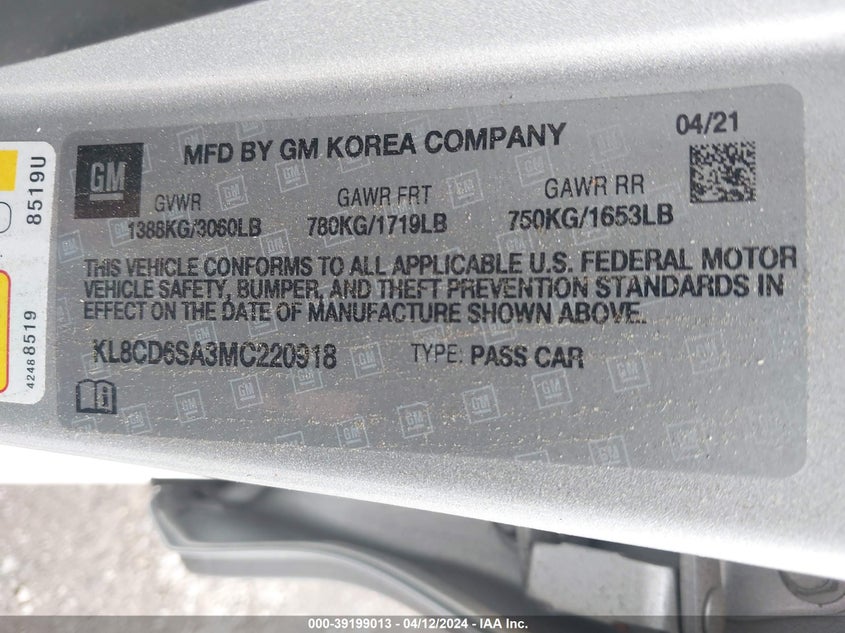 MFD BY GM KOREA COMPANY
04/21
GM
GVWR
GAWR FRT
GAWR RR
1388KG/3060LB
780KG/1719LB
750KG/1653LB
THIS VEHICLE CONFORMS TO ALL APPLICABLE U.S. FEDERAL MOTOR
VEHICLE SAFETY, BUMPER, AND THEFT PREVENTION STANDARDS IN
EFFECT ON THE DATE OF MANUFACTURE SHOWN ABOVE.
KL8CD6SA3MC220918
TYPE: PASS CAR
8519U
4248 8519
000-39199013 - 04/12/2024 - IAA Inc.